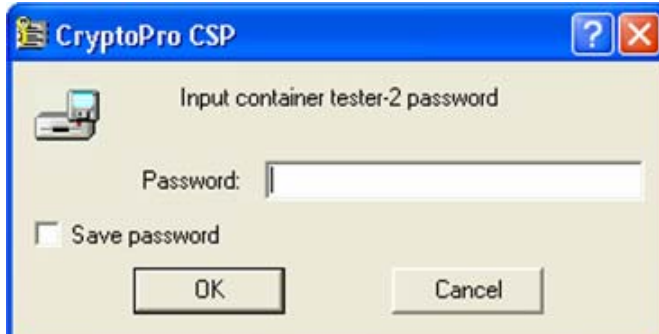 CryptoPro CSP
Input container tester-2 password
Password:
Save password
OK Cancel